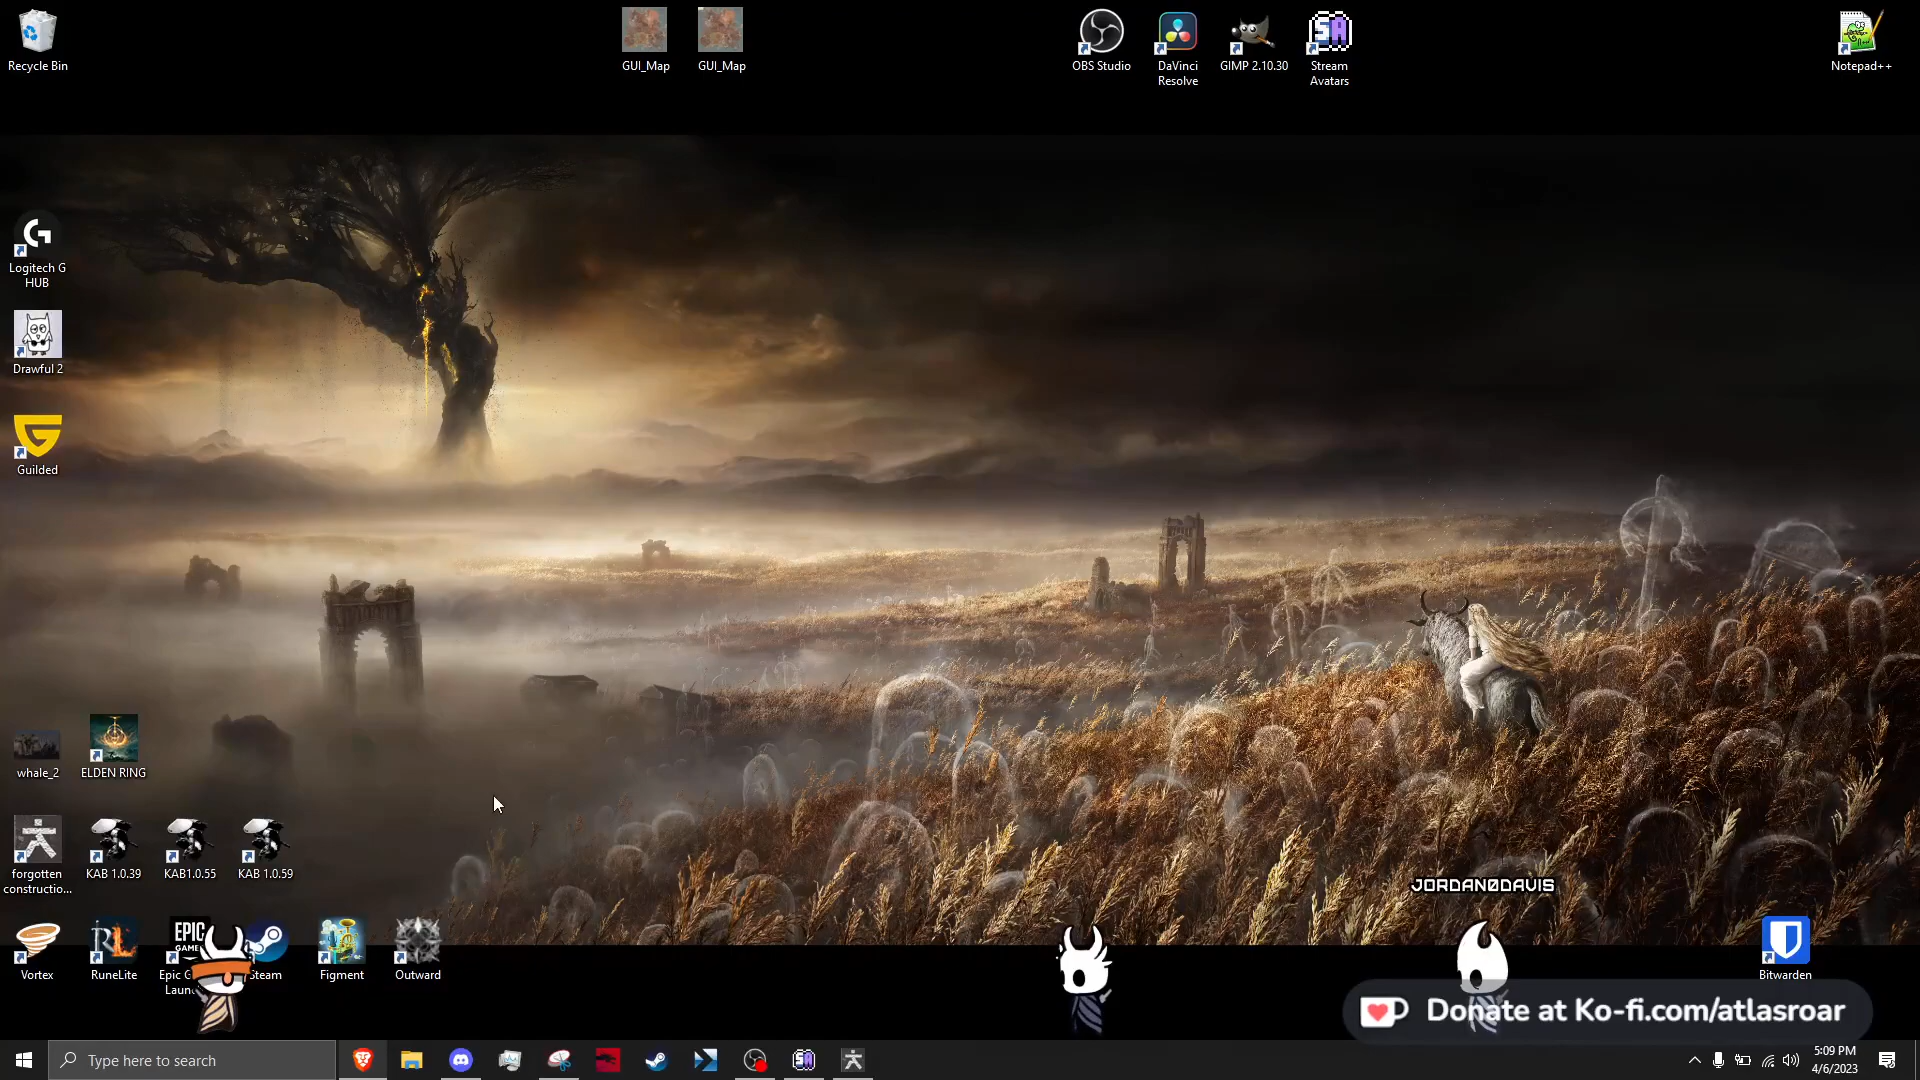 Recycle Bin
GUI_Map
GUI_Map
OBS Studio
DaVinci
Resolve
GIMP 2.10.30
Stream
Avatars
Notepad++
Logitech G
HUB
Drawful 2
Guilded
whale_2
ELDEN RING
forgotten
constructio...
KAB 1.0.39
KAB1.0.55
KAB 1.0.59
JORDAN0DAVIS
Vortex
RuneLite
EPIC
Steam
Figment
Outward
Bitwarden
Donate at Ko-fi.com/atlasroar
Type here to search
5:09 PM
4/6/2023